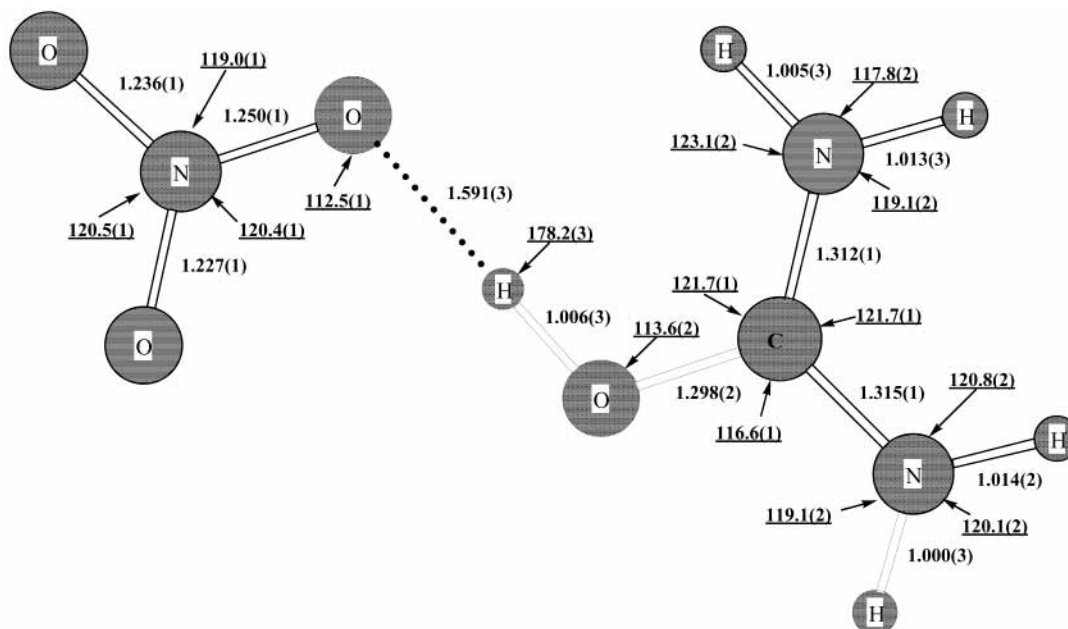 O
H
119.0(1)
1.236(1)
1.005(3)
117.8(2)
1.250(1)
O
H
N
123.1(2)
N
1.013(3)
1.591(3)
112.5(1)
119.1(2)
120.5(1)
120.4(1)
178.2(3)
1.312(1)
1.227(1)
121.7(1)
H
1.006(3)
121.7(1)
113.6(2)
C
O
1.298(2)
1.315(1)
120.8(2)
O
116.6(1)
H
N
1.014(2)
119.1(2)
120.1(2)
1.000(3)
H